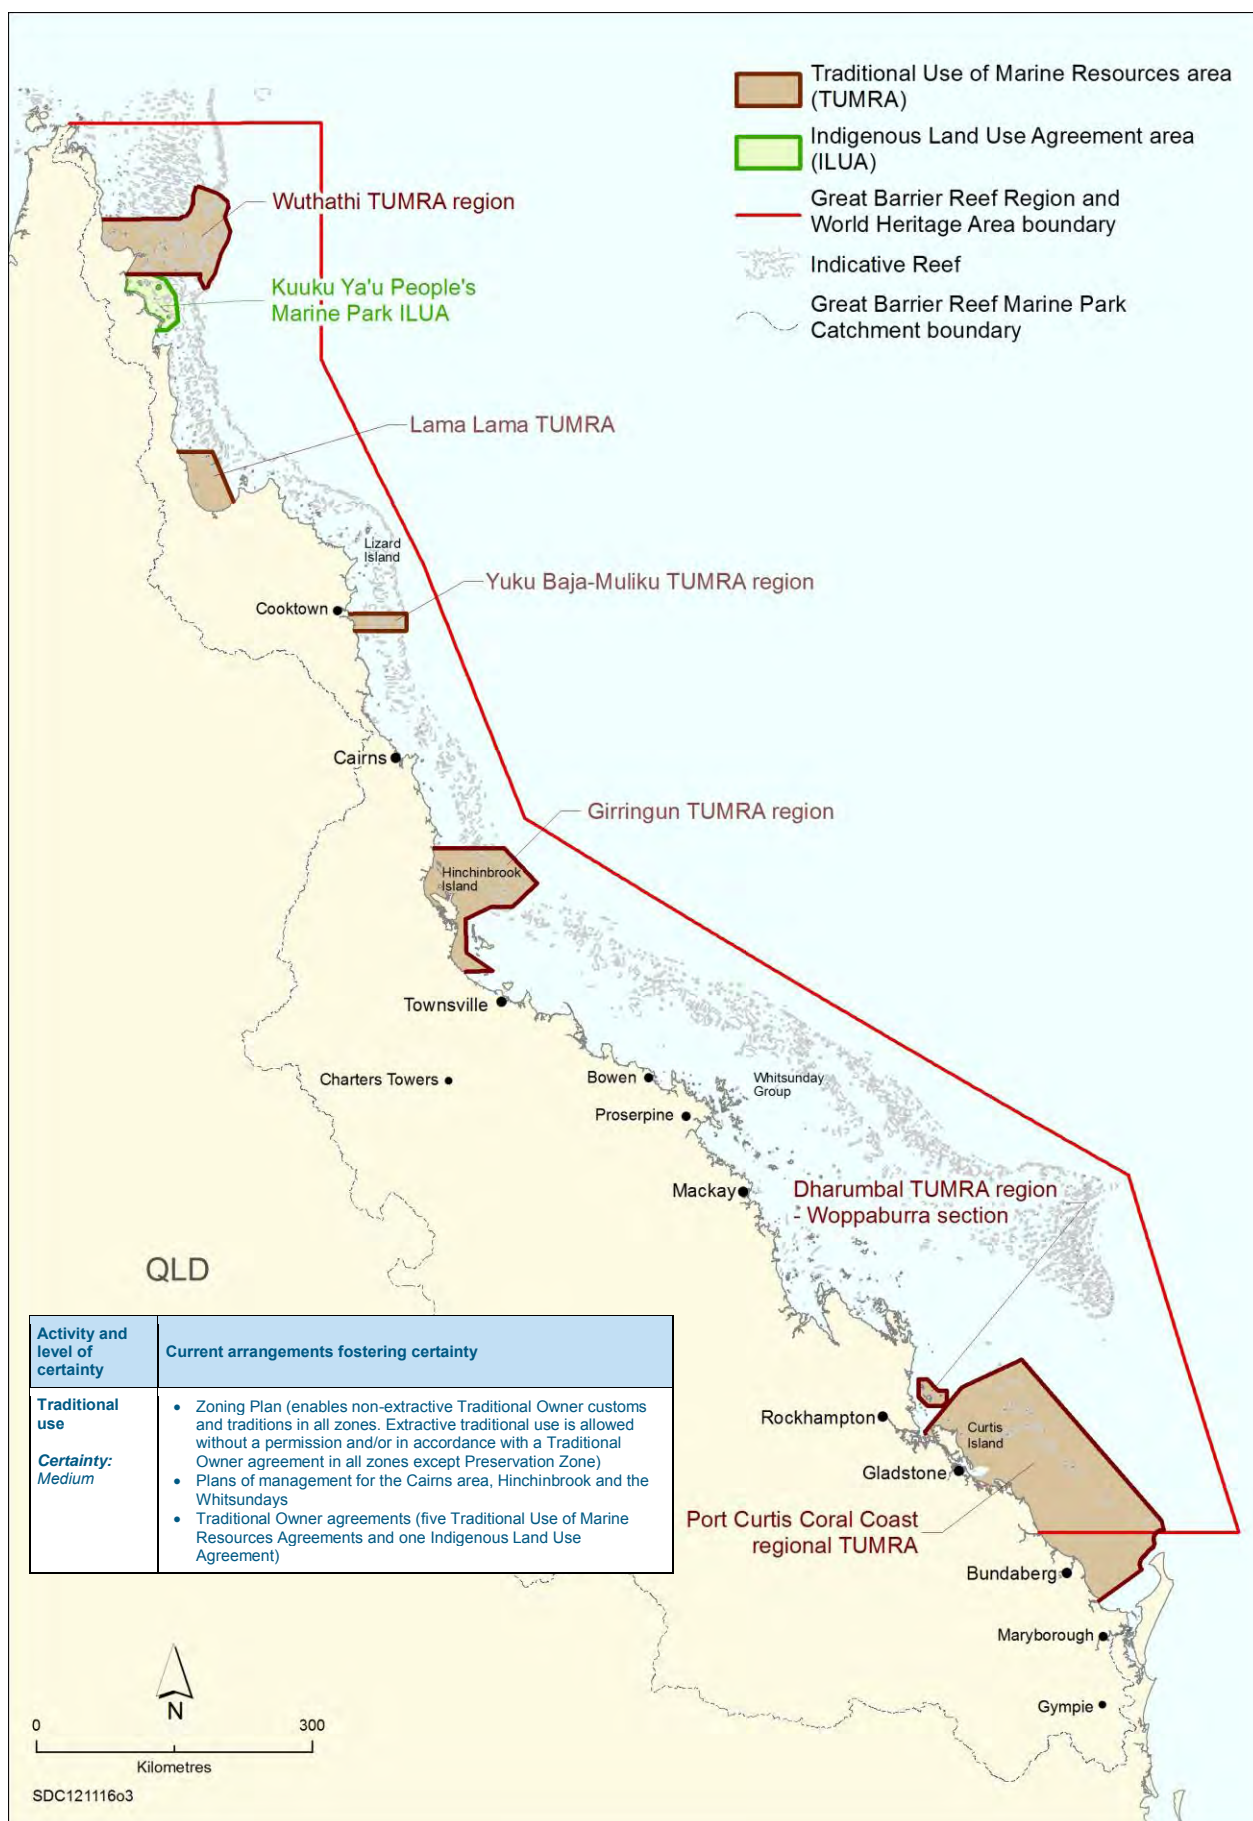 Traditional Use of Marine Resources area
(TUMRA)
Indigenous Land Use Agreement area
(ILUA)
Great Barrier Reef Region and
World Heritage Area boundary
Indicative Reef
Great Barrier Reef Marine Park
Catchment boundary
Wuthathi TUMRA region
Kuuku Ya'u People's
Marine Park ILUA
Lama Lama TUMRA
Lizard
Island
Yuku Baja-Muliku TUMRA region
Cooktown
Cairns
Girringun TUMRA region
Hinchinbrook
Island
Townsville
Charters Towers
Bowen
Whitsunday
Group
Proserpine
Mackay
Dharumbal TUMRA region
- Woppaburra section
QLD
Activity and
level of
certainty
Current arrangements fostering certainty
Traditional
use
Certainty:
Medium
• Zoning Plan (enables non-extractive Traditional Owner customs
and traditions in all zones. Extractive traditional use is allowed
without a permission and/or in accordance with a Traditional
Owner agreement in all zones except Preservation Zone)
• Plans of management for the Cairns area, Hinchinbrook and the
Whitsundays
• Traditional Owner agreements (five Traditional Use of Marine
Resources Agreements and one Indigenous Land Use
Agreement)
Rockhampton
Curtis
Island
Gladstone
Port Curtis Coral Coast
regional TUMRA
Bundaberg
Maryborough
Gympie
N
0 300
Kilometres
SDC121116o3